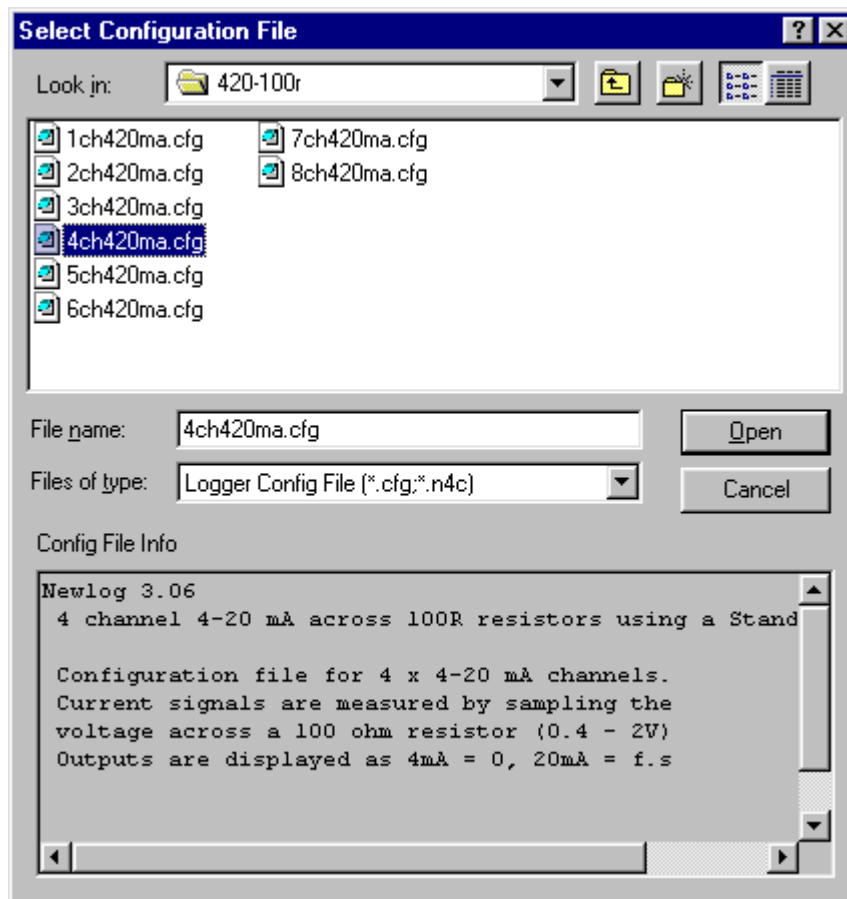 Select Configuration File
Look in: 420-100r
1ch420ma.cfg
2ch420ma.cfg
3ch420ma.cfg
4ch420ma.cfg
5ch420ma.cfg
6ch420ma.cfg
7ch420ma.cfg
8ch420ma.cfg
File name: 4ch420ma.cfg
Open
Files of type: Logger Config File (*.cfg;*.n4c)
Cancel
Config File Info
Newlog 3.06
4 channel 4-20 mA across 100R resistors using a Stand
Configuration file for 4 x 4-20 mA channels.
Current signals are measured by sampling the
voltage across a 100 ohm resistor (0.4 - 2V)
Outputs are displayed as 4mA = 0, 20mA = f.s